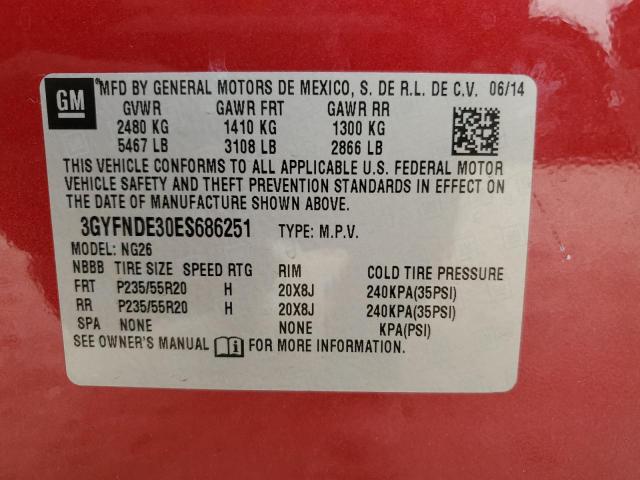 GM
®MFD BY GENERAL MOTORS DE MEXICO, S. DE R.L. DE C.V. 06/14
GVWR GAWR FRT GAWR RR
2480 KG 1410 KG 1300 KG
5467 LB 3108 LB 2866 LB
THIS VEHICLE CONFORMS TO ALL APPLICABLE U.S. FEDERAL MOTOR
VEHICLE SAFETY AND THEFT PREVENTION STANDARDS IN EFFECT ON
THE DATE OF MANUFACTURE SHOWN ABOVE.
3GYFNDE30ES686251 TYPE: M.P.V.
MODEL: NG26
NBBB TIRE SIZE SPEED RTG RIM COLD TIRE PRESSURE
FRT P235/55R20 H 20X8J 240KPA(35PSI)
RR P235/55R20 H 20X8J 240KPA(35PSI)
SPA NONE NONE KPA(PSI)
SEE OWNER'S MANUAL FOR MORE INFORMATION.